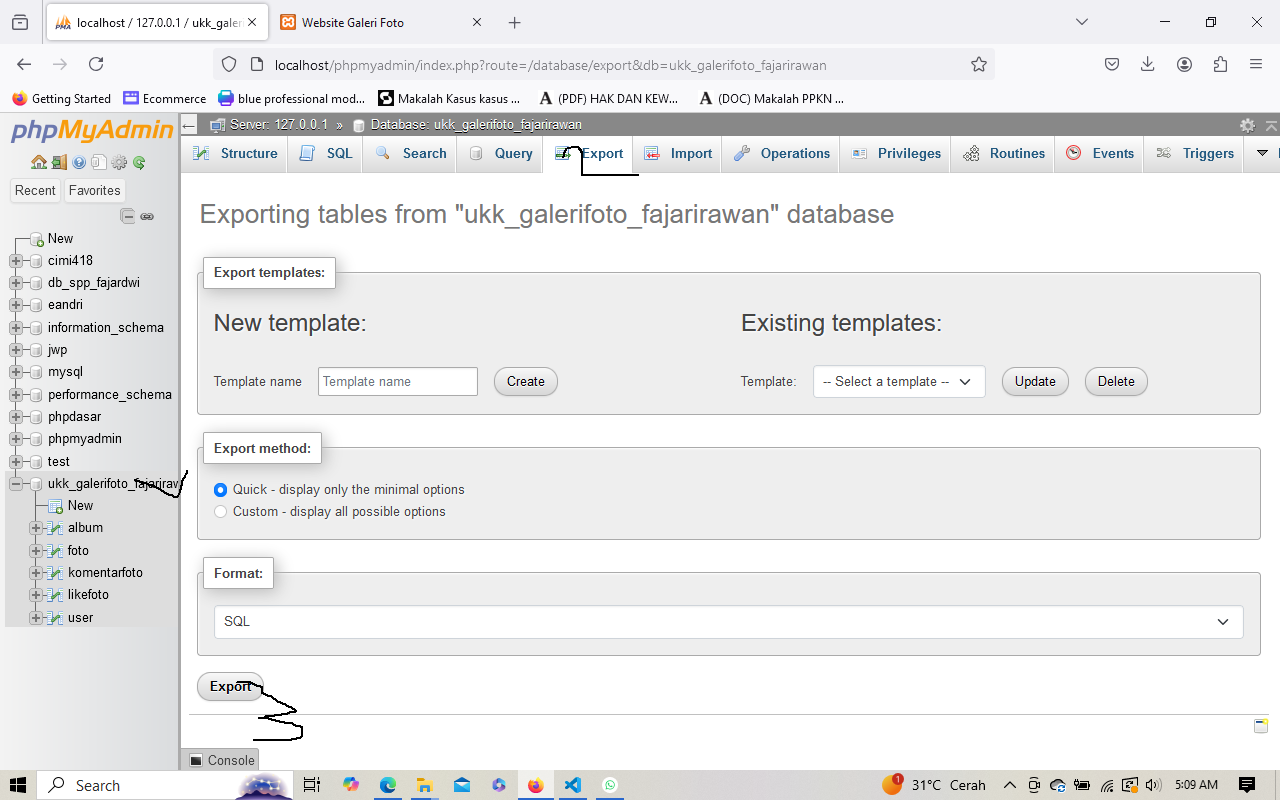 localhost / 127.0.0.1 / ukk_galeri
Website Galeri Foto
localhost/phpmyadmin/index.php?route=/database/export&db=ukk_galerifoto_fajarirawan
Getting Started
Ecommerce
blue professional mod...
Makalah Kasus kasus ...
(PDF) HAK DAN KEW...
(DOC) Makalah PPKN ...
phpMyAdmin
Recent
Favorites
New
cimi418
db_spp_fajardwi
eandri
information_schema
jwp
mysql
performance_schema
phpdasar
phpmyadmin
test
ukk_galerifoto_fajariraw
New
album
foto
komentarfoto
likefoto
user
Server: 127.0.0.1 » Database: ukk_galerifoto_fajarirawan
Structure
SQL
Search
Query
Export
Import
Operations
Privileges
Routines
Events
Triggers
Exporting tables from "ukk_galerifoto_fajarirawan" database
Export templates:
New template:
Template name
Template name
Create
Existing templates:
Template:
-- Select a template --
Update
Delete
Export method:
Quick - display only the minimal options
Custom - display all possible options
Format:
SQL
Export
Console
Search
1
31°C Cerah
5:09 AM